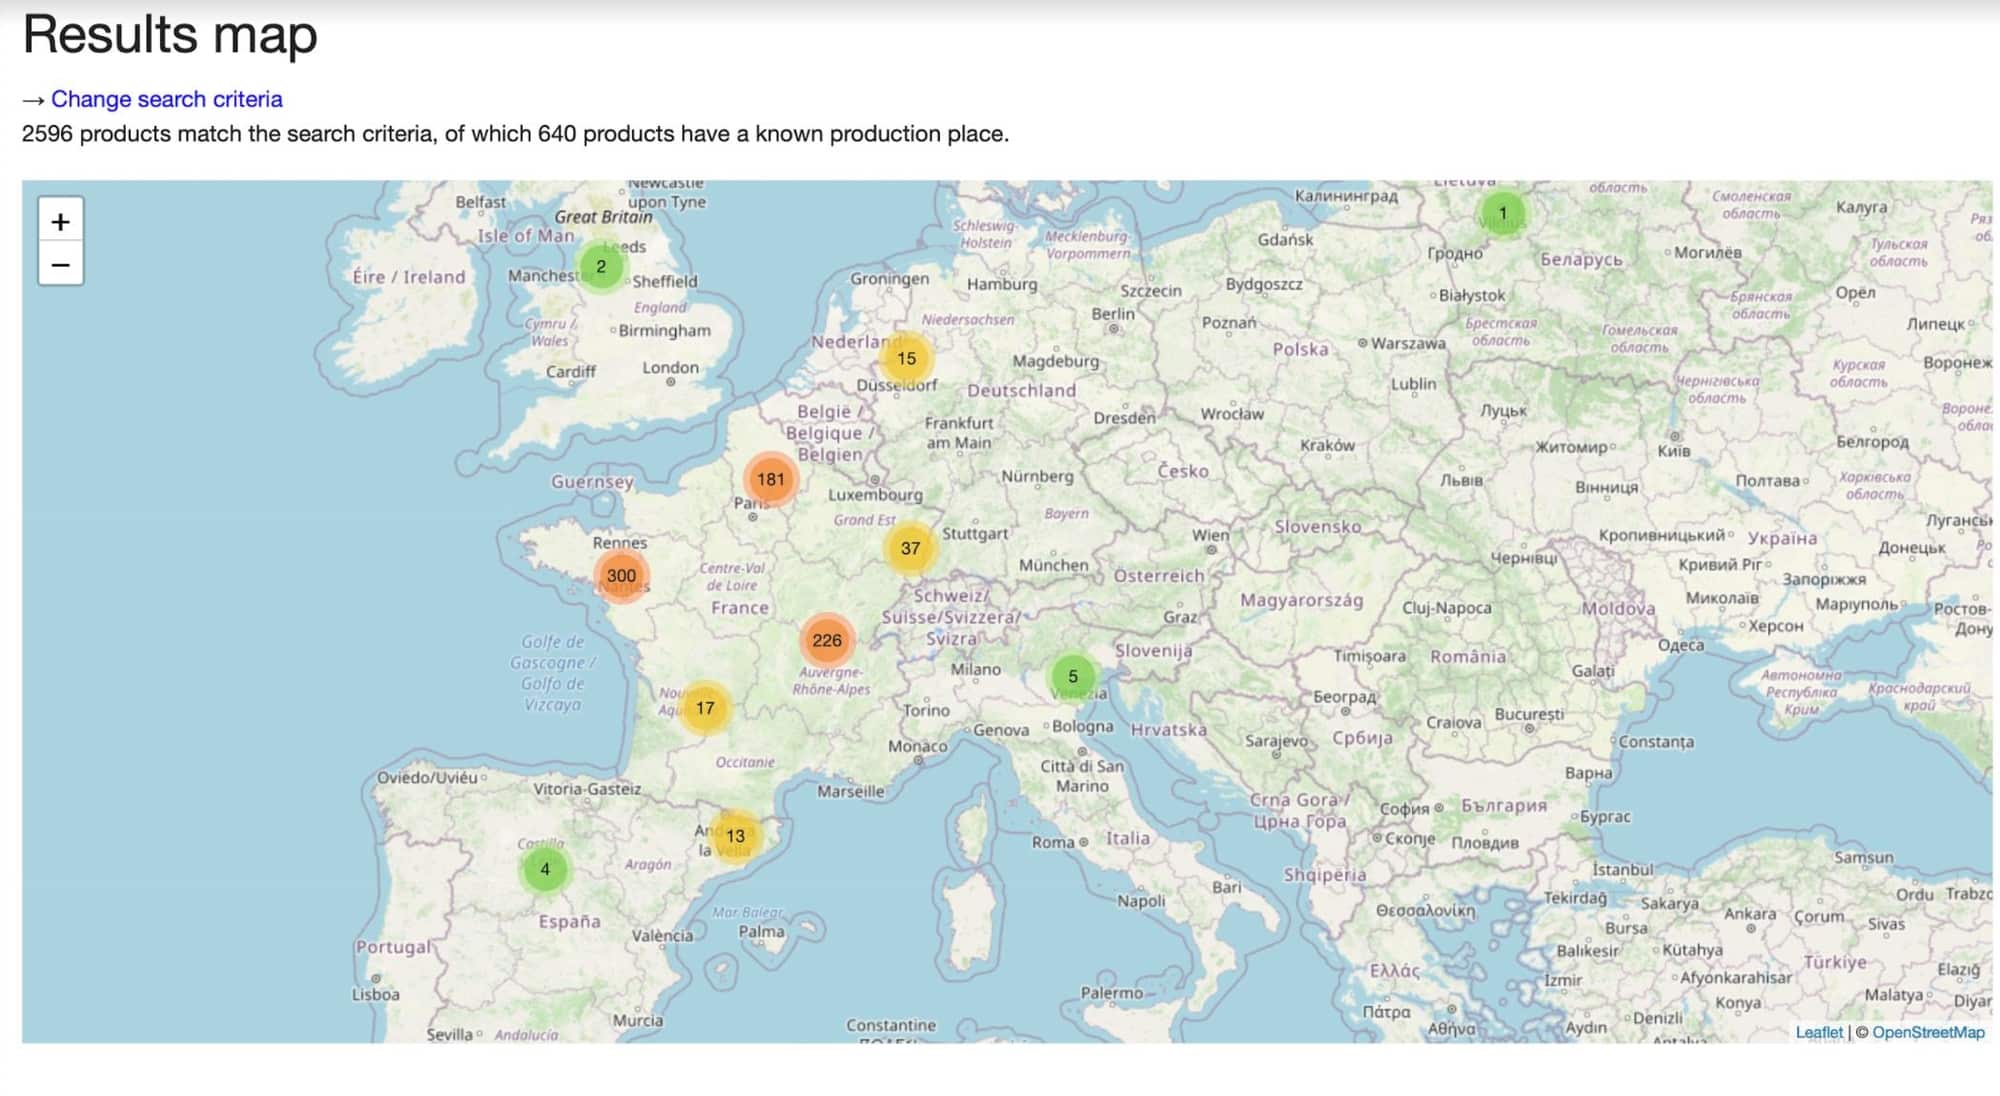 Results map
→ Change search criteria
2596 products match the search criteria, of which 640 products have a known production place.
+
−
Belfast
upon Tyne
Great Britain
Isle of Man
Leeds
2
Manchest
Sheffield
Éire / Ireland
England
Cymru /
Wales
Birmingham
Cardiff
London
Guernsey
Schleswig-
Holstein
Mecklenburg-
Vorpommern
Groningen
Hamburg
Szczecin
Berlin
Niedersachsen
Nederland
15
Düsseldorf
Magdeburg
Deutschland
België /
Belgique /
Belgien
Frankfurt
am Main
Dresden
Калининград
Gdańsk
Bydgoszcz
Poznań
Polska
Warszawa
Białystok
Lublin
Wrocław
Kraków
1
Vilnius
область
Гродно
Беларусь
Могилёв
Смоленская
область
Калуга
Тульская
область
Брянская
область
Орёл
Липецк
Брестская
область
Гомельская
область
Чернігівська
область
Курская
область
Воронеж
Луцьк
Житомир
Київ
Белгород
181
Paris
Luxembourg
Grand Est
Nürnberg
Česko
Bayern
Stuttgart
37
München
Wien
Österreich
Slovensko
Львів
Вінниця
Полтава
Харківська
область
Кропивницький
Україна
Донецьк
Чернівці
Кривий Ріг
Запоріжжя
Миколаїв
Маріуполь
Ростов-
Дону
Херсон
Одеса
Rennes
300
Nantes
Centre-Val
de Loire
France
Schweiz/
Suisse/Svizzera/
Svizra
Graz
Magyarország
Cluj-Napoca
Moldova
226
Auvergne-
Rhône-Alpes
Milano
5
Venezia
Slovenija
Timișoara
România
Galați
Автономна
Республіка
Крим
Краснодарский
край
Golfe de
Gascogne /
Golfo de
Vizcaya
17
Torino
Genova
Bologna
Hrvatska
Београд
Craiova
București
Constanța
Occitanie
Monaco
Marseille
Città di San
Marino
Sarajevo
Србија
Варна
Oviedo/Uviéu
Vitoria-Gasteiz
Crna Gora /
Црна Гора
София
България
Бургас
13
la Vella
Roma
Italia
Скопје
Пловдив
Castilla
4
Aragón
España
Mar Balear
Palma
València
Portugal
Lisboa
Sevilla
Andalucía
Murcia
Napoli
Bari
Shqipëria
Θεσσαλονίκη
Ελλάς
Πάτρα
Αθήνα
Palermo
Constantine
İstanbul
Tekirdağ
Sakarya
Bursa
Balıkesir
Kütahya
İzmir
Afyonkarahisar
Aydın
Denizli
Konya
Ankara
Çorum
Samsun
Ordu
Sivas
Türkiye
Elazığ
Malatya
Leaflet | © OpenStreetMap